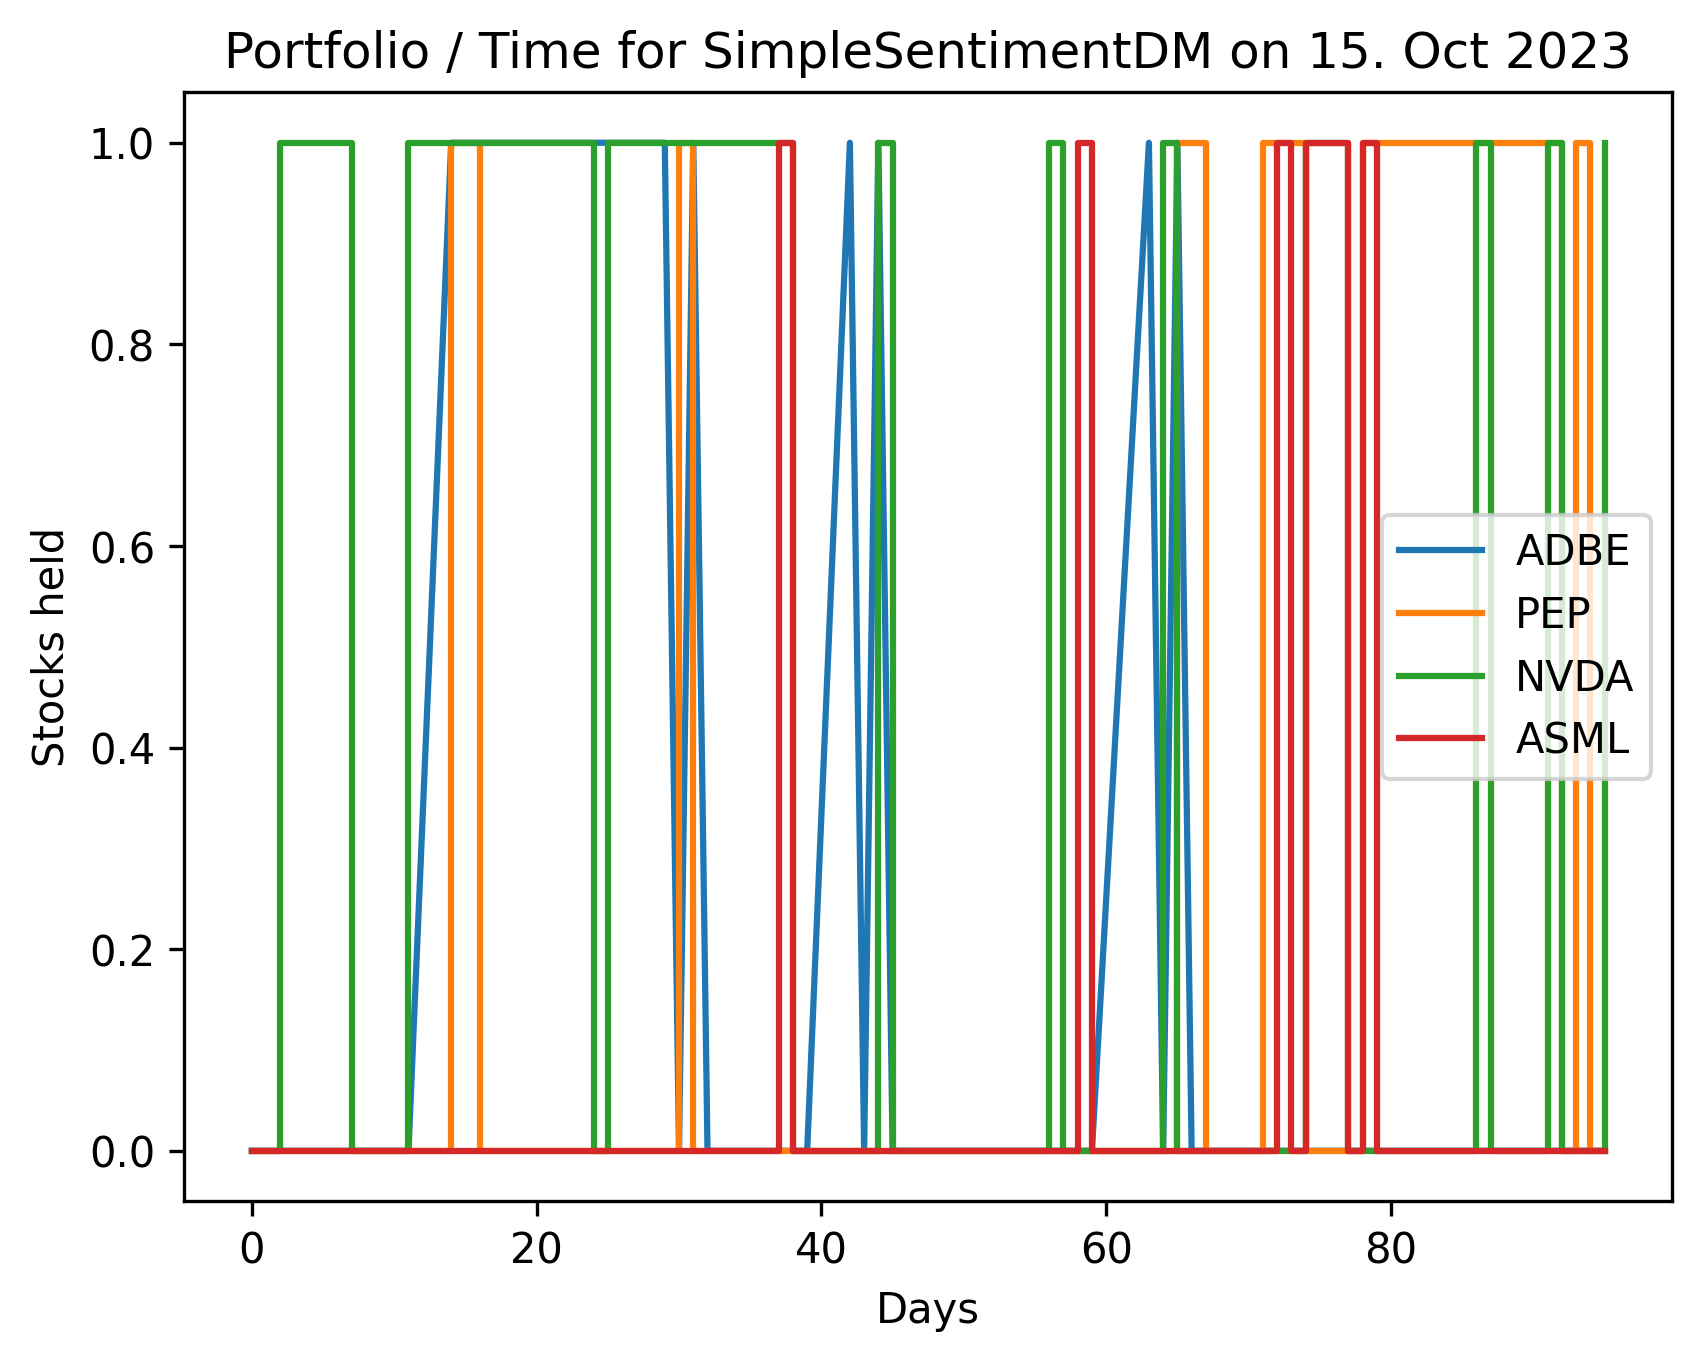 Portfolio / Time for SimpleSentimentDM on 15. Oct 2023
Stocks held
1.0
0.8
0.6
0.4
0.2
0.0
ADBE
PEP
NVDA
ASML
0 20 40 60 80
Days